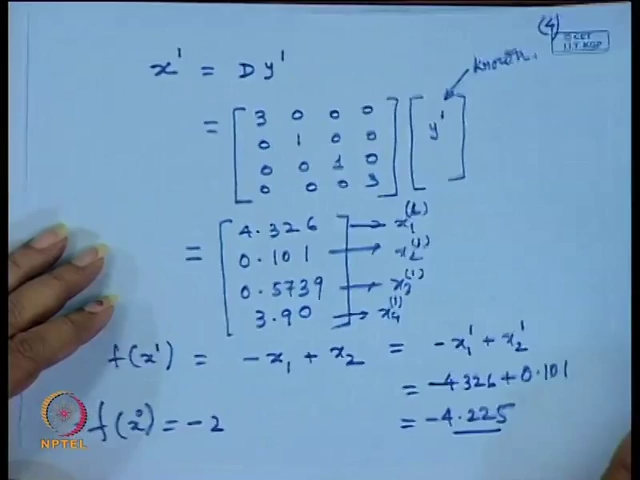 (4)
© CET
I.I.T. KGP
x¹ = D y¹
known.
= [ 3 0 0 0
0 1 0 0
0 0 1 0
0 0 0 3 ] [ y¹ ]
= [ 4.326 ] → x₁⁽¹⁾
0.101 → x₂⁽¹⁾
0.5739 → x₃⁽¹⁾
3.90 → x₄⁽¹⁾
f(x¹) = -x₁ + x₂ = -x₁¹ + x₂¹
= -4.326 + 0.101
f(x⁰) = -2 = -4.225
NPTEL